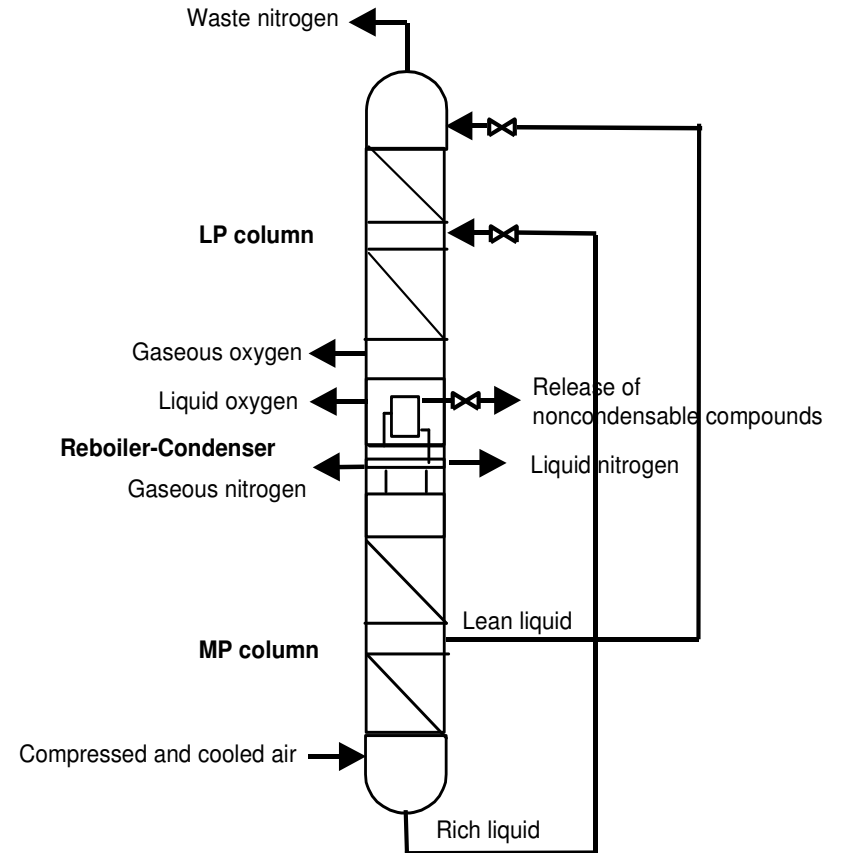 Waste nitrogen
LP column
Gaseous oxygen
Liquid oxygen
Release of
noncondensable compounds
Reboiler-Condenser
Liquid nitrogen
Gaseous nitrogen
Lean liquid
MP column
Compressed and cooled air
Rich liquid